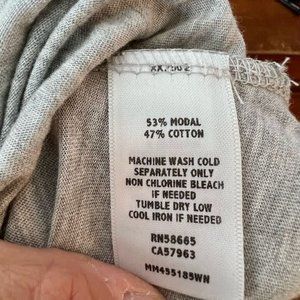 53% MODAL
47% COTTON
MACHINE WASH COLD
SEPARATELY ONLY
NON CHLORINE BLEACH
IF NEEDED
TUMBLE DRY LOW
COOL IRON IF NEEDED
RN58665
CA57963
MM455185WN